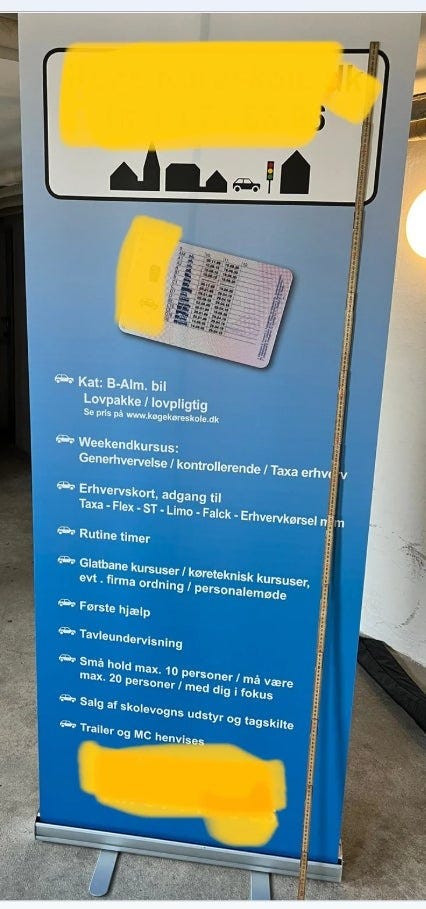 Kat: B-Alm. bil
Lovpakke / lovpligtig
Se pris på www.køgekøreskole.dk
Weekendkursus:
Generhvervelse / kontrollerende / Taxa erhverv
Erhvervskort, adgang til
Taxa - Flex - ST - Limo - Falck - Erhvervkørsel mm
Rutine timer
Glatbane kursuser / køreteknisk kursuser,
evt . firma ordning / personalemøde
Første hjælp
Tavleundervisning
Små hold max. 10 personer / må være
max. 20 personer / med dig i fokus
Salg af skolevogns udstyr og tagskilte
Trailer og MC henvises